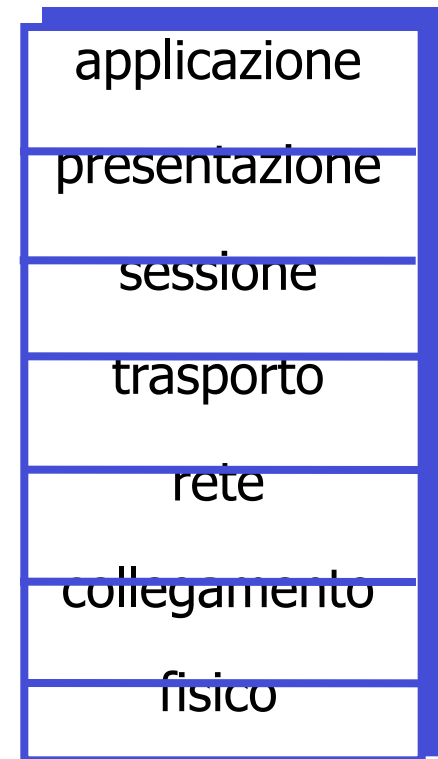 applicazione
presentazione
sessione
trasporto
rete
collegamento
fisico